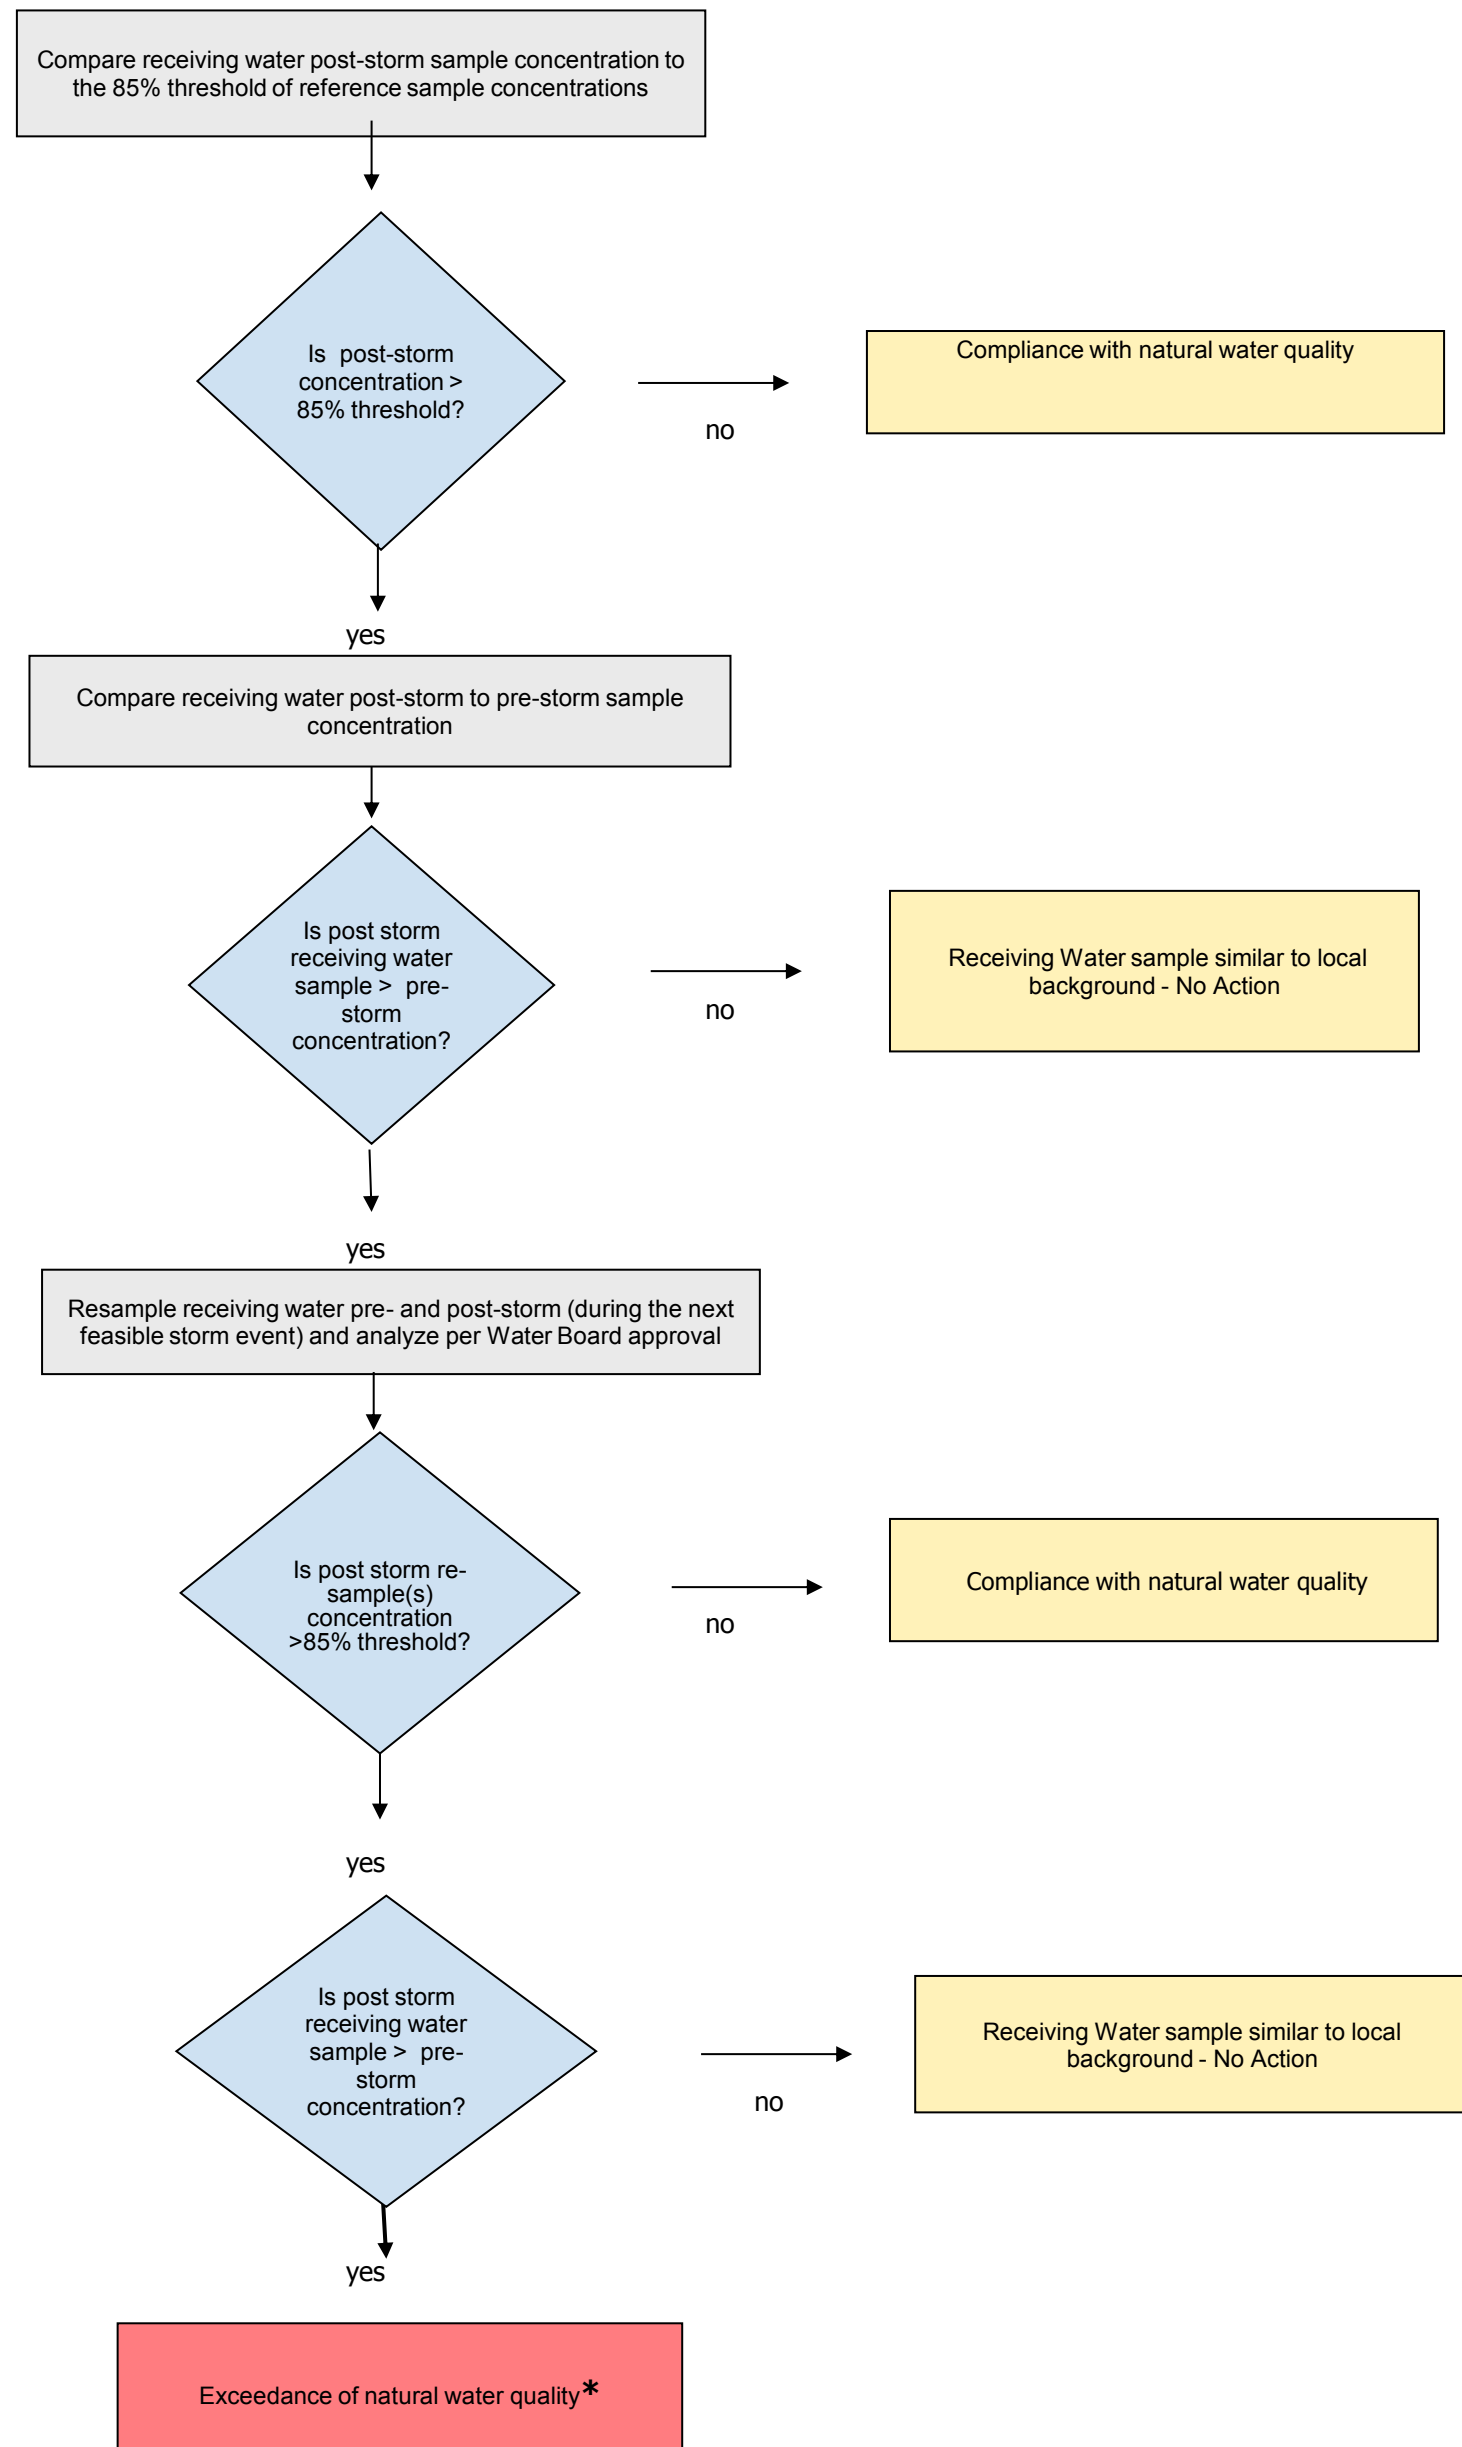 Compare receiving water post-storm sample concentration to
the 85% threshold of reference sample concentrations
Is post-storm
concentration >
85% threshold?
no
Compliance with natural water quality
yes
Compare receiving water post-storm to pre-storm sample
concentration
Is post storm
receiving water
sample > pre-
storm
concentration?
no
Receiving Water sample similar to local
background - No Action
yes
Resample receiving water pre- and post-storm (during the next
feasible storm event) and analyze per Water Board approval
Is post storm re-
sample(s)
concentration
>85% threshold?
no
Compliance with natural water quality
yes
Is post storm
receiving water
sample > pre-
storm
concentration?
no
Receiving Water sample similar to local
background - No Action
yes
Exceedance of natural water quality*